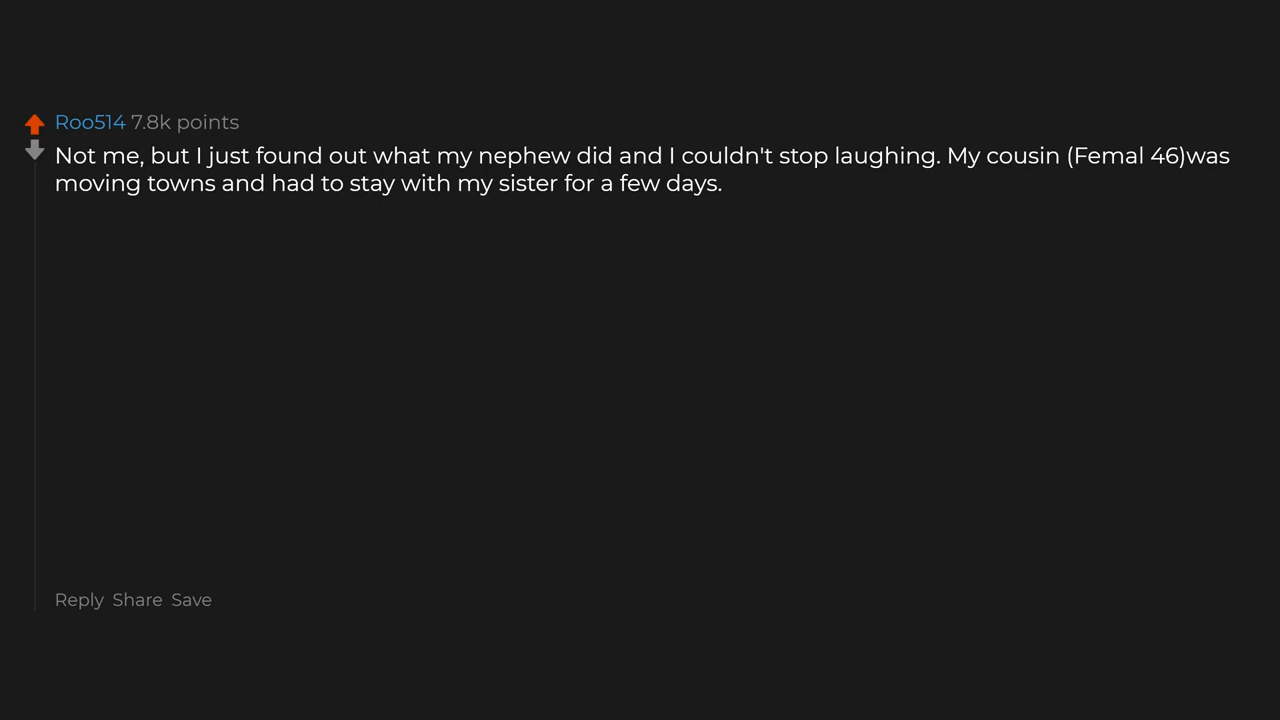 Roo514 7.8k points
Not me, but I just found out what my nephew did and I couldn't stop laughing. My cousin (Femal 46)was
moving towns and had to stay with my sister for a few days.
Reply Share Save